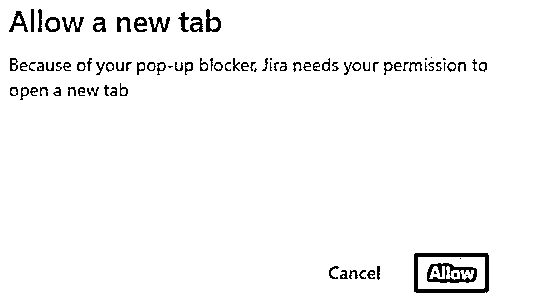 Allow a new tab
Because of your pop-up blocker, Jira needs your permission to
open a new tab
Cancel
Allow